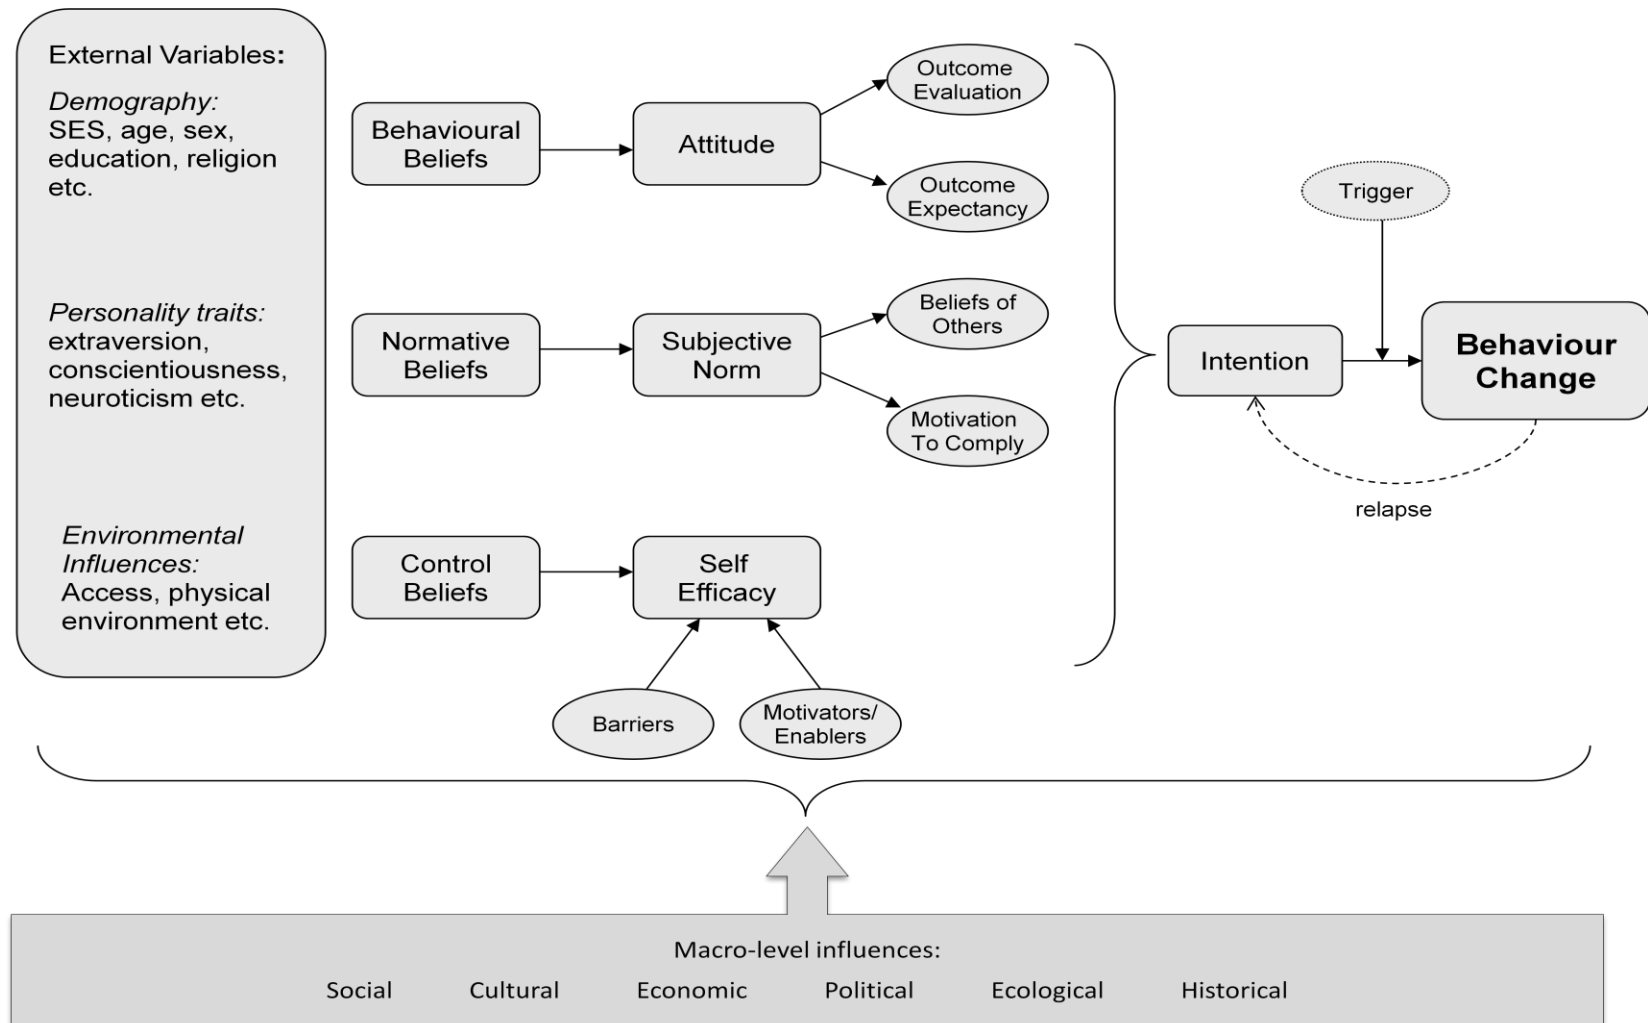 External Variables:
Demography:
SES, age, sex,
education, religion
etc.
Personality traits:
extraversion,
conscientiousness,
neuroticism etc.
Environmental
Influences:
Access, physical
environment etc.
Behavioural
Beliefs
Attitude
Outcome
Evaluation
Outcome
Expectancy
Normative
Beliefs
Subjective
Norm
Beliefs of
Others
Motivation
To Comply
Control
Beliefs
Self
Efficacy
Barriers
Motivators/
Enablers
Trigger
Intention
Behaviour
Change
relapse
Macro-level influences:
Social Cultural Economic Political Ecological Historical